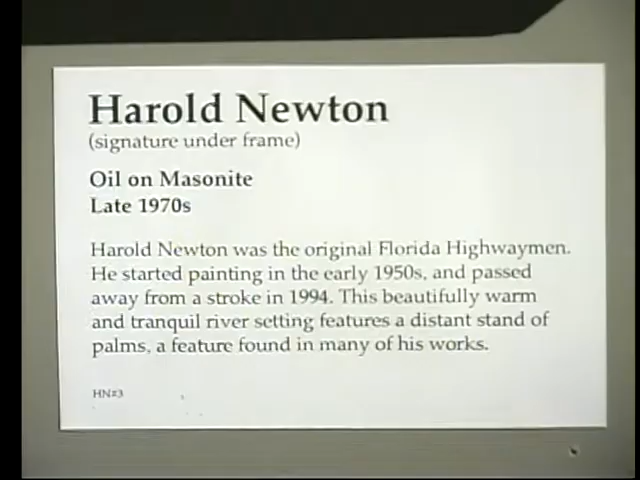 Harold Newton
(signature under frame)
Oil on Masonite
Late 1970s
Harold Newton was the original Florida Highwaymen.
He started painting in the early 1950s, and passed
away from a stroke in 1994. This beautifully warm
and tranquil river setting features a distant stand of
palms, a feature found in many of his works.
HN#3